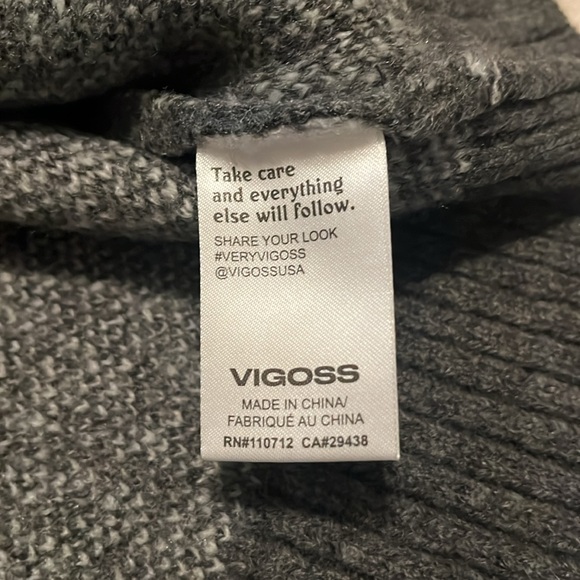 Take care
and everything
else will follow.
SHARE YOUR LOOK
#VERYVIGOSS
@VIGOSSUSA
VIGOSS
MADE IN CHINA/
FABRIQUÉ AU CHINA
RN#110712 CA#29438